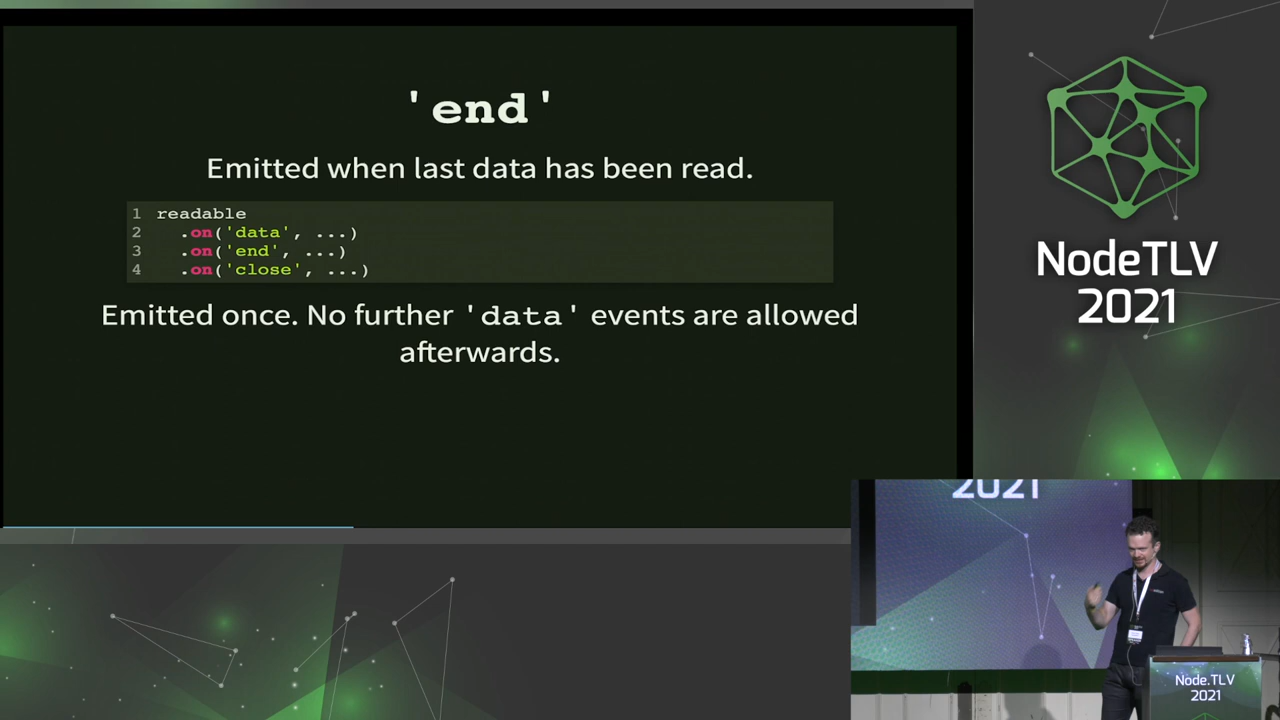 'end'
Emitted when last data has been read.
1 readable
2 .on('data', ...)
3 .on('end', ...)
4 .on('close', ...)
Emitted once. No further 'data' events are allowed
afterwards.
NodeTLV
2021
2021
Node.TLV
2021